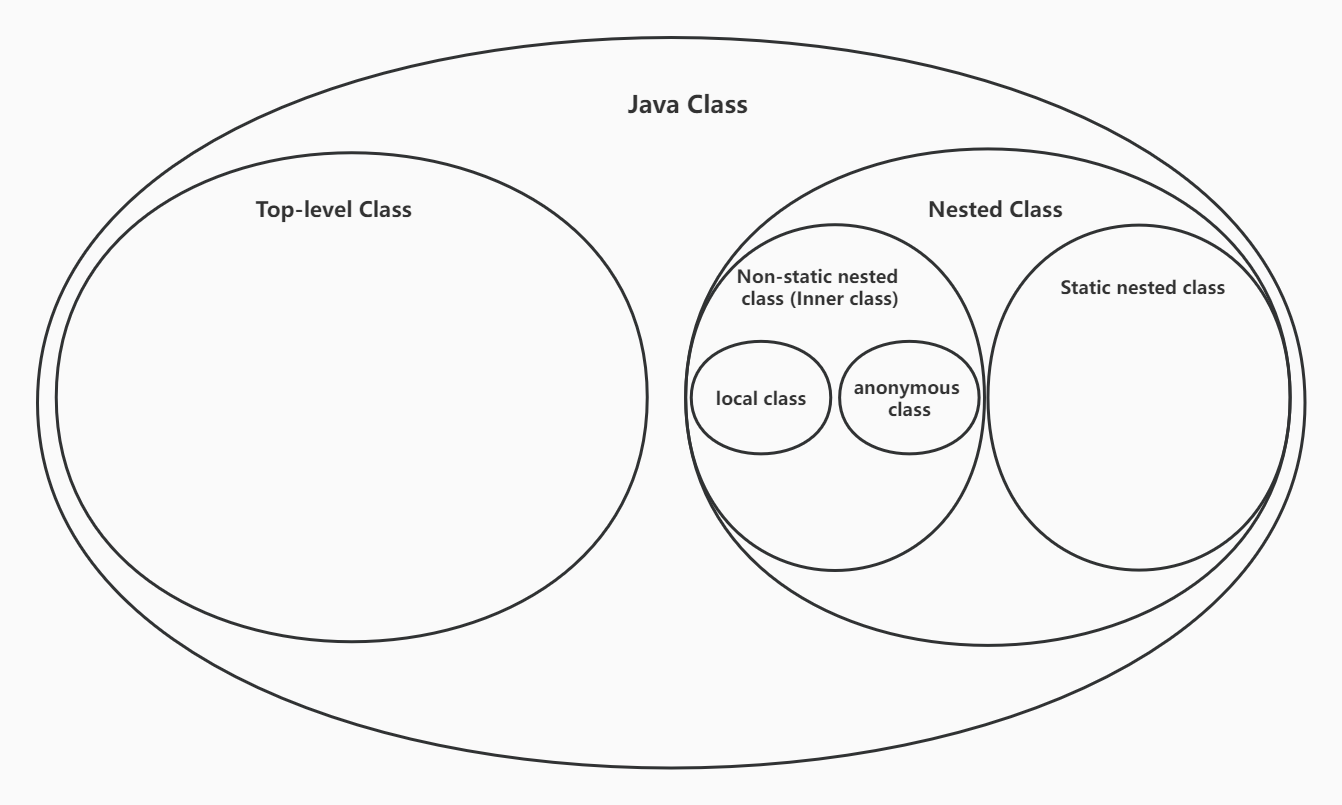 Java Class
Top-level Class
Nested Class
Non-static nested
class (Inner class)
Static nested class
local class
anonymous
class